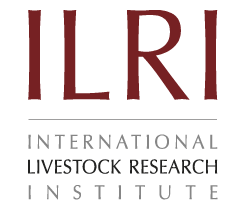 ILRI
INTERNATIONAL
LIVESTOCK RESEARCH
INSTITUTE